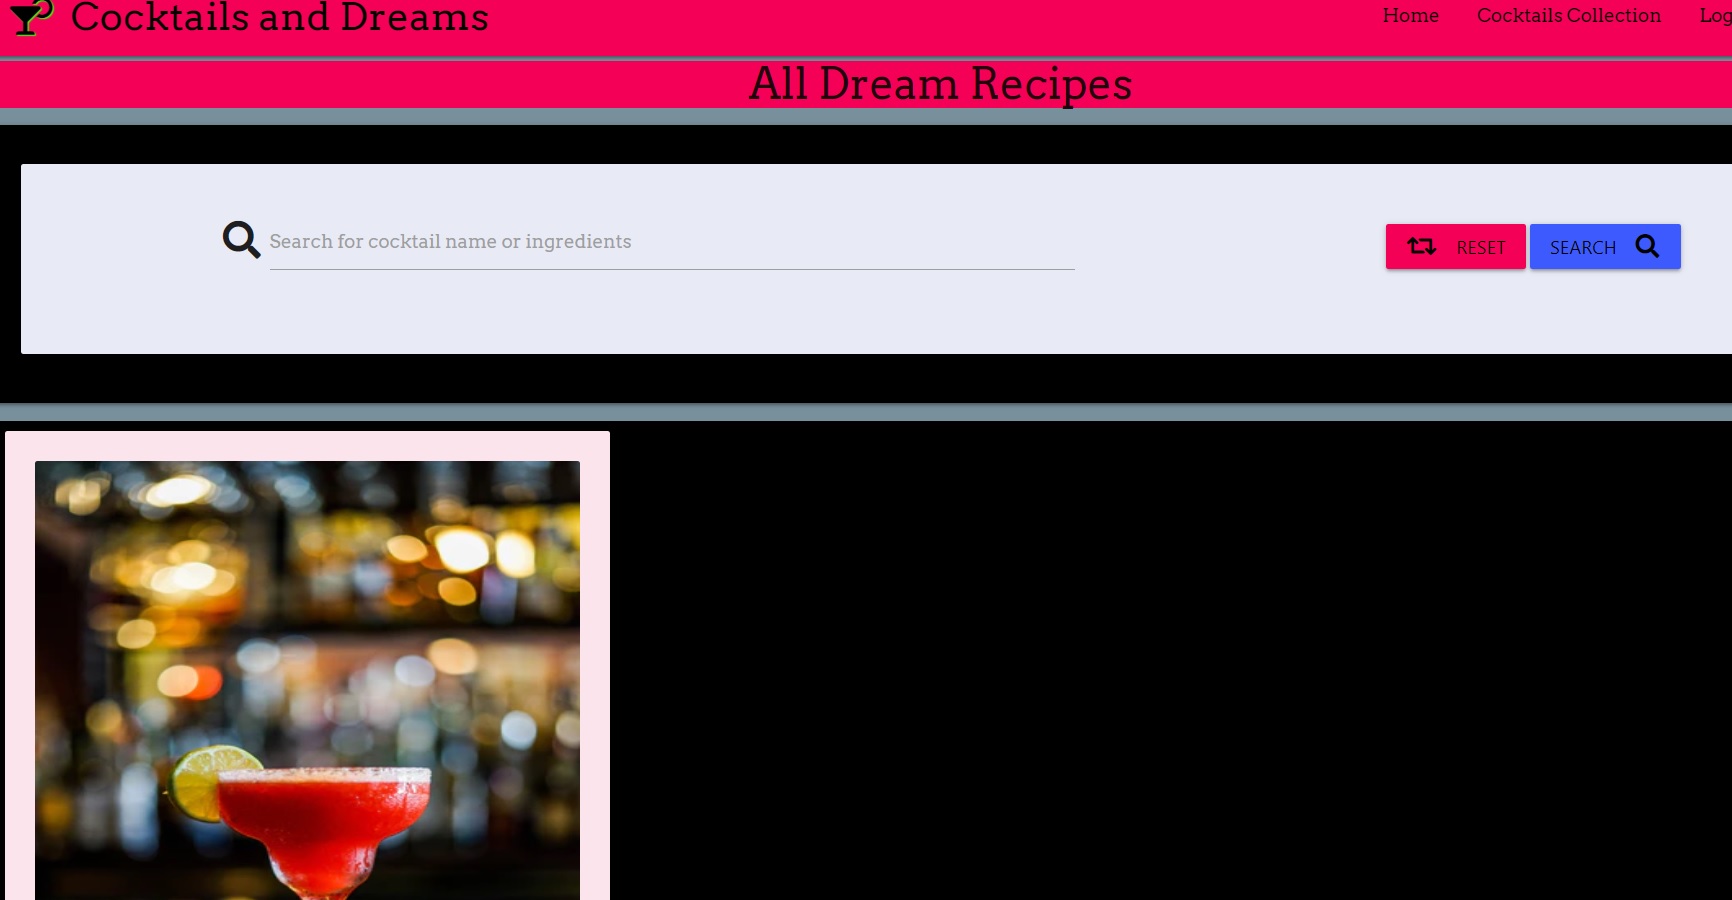 Cocktails and Dreams
Home Cocktails Collection Log
All Dream Recipes
Search for cocktail name or ingredients
RESET SEARCH